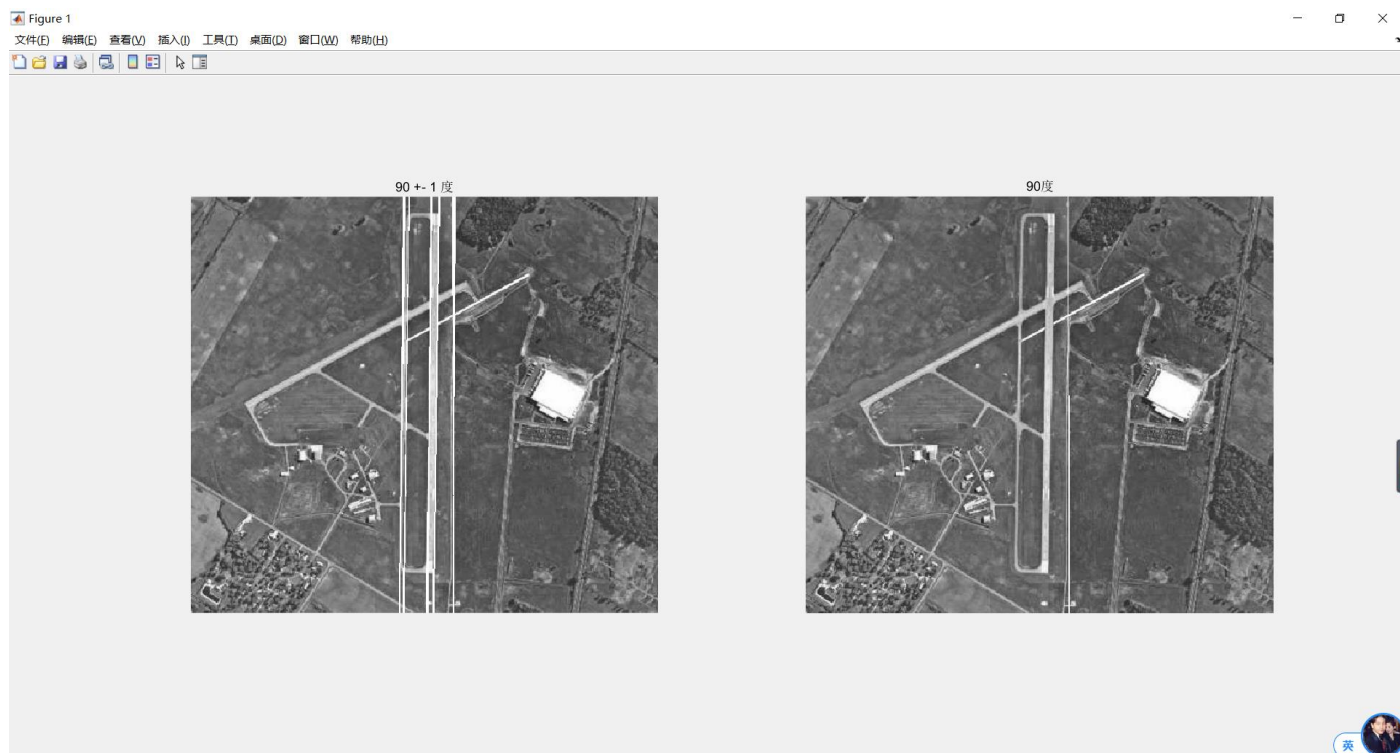 Figure 1
文件(F) 编辑(E) 查看(V) 插入(I) 工具(T) 桌面(D) 窗口(W) 帮助(H)
90 +- 1 度
90度
英